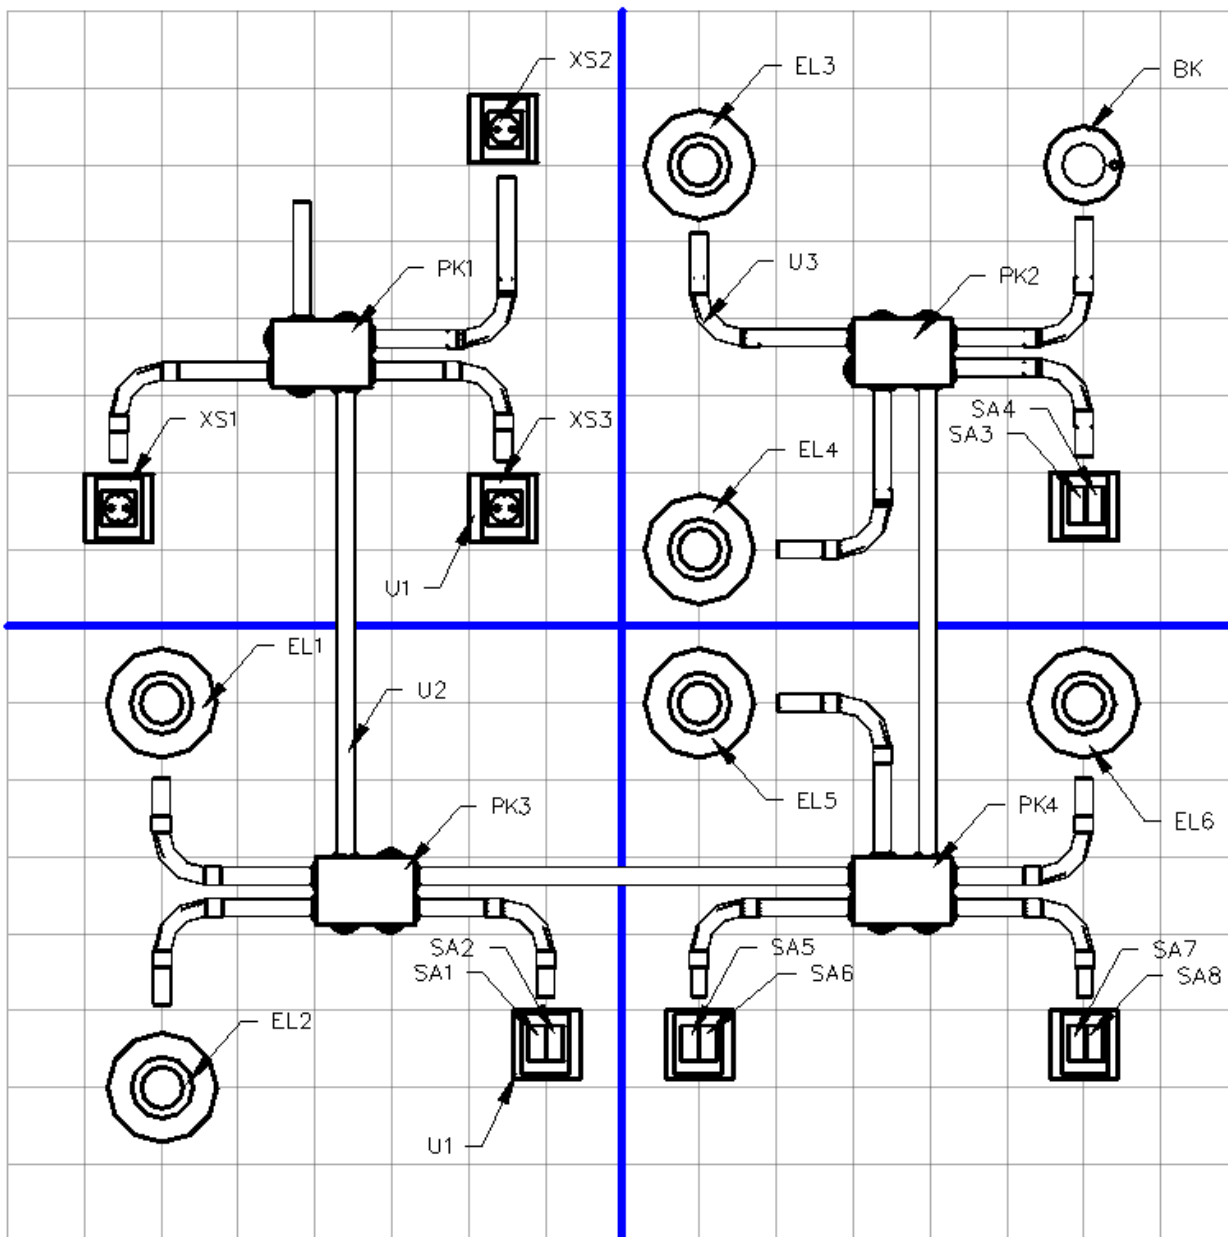 XS2
EL3
BK
PK1
U3
PK2
XS1
XS3
SA4
SA3
EL4
U1
EL1
U2
EL5
PK3
PK4
EL6
SA2
SA1
SA5
SA6
SA7
SA8
EL2
U1